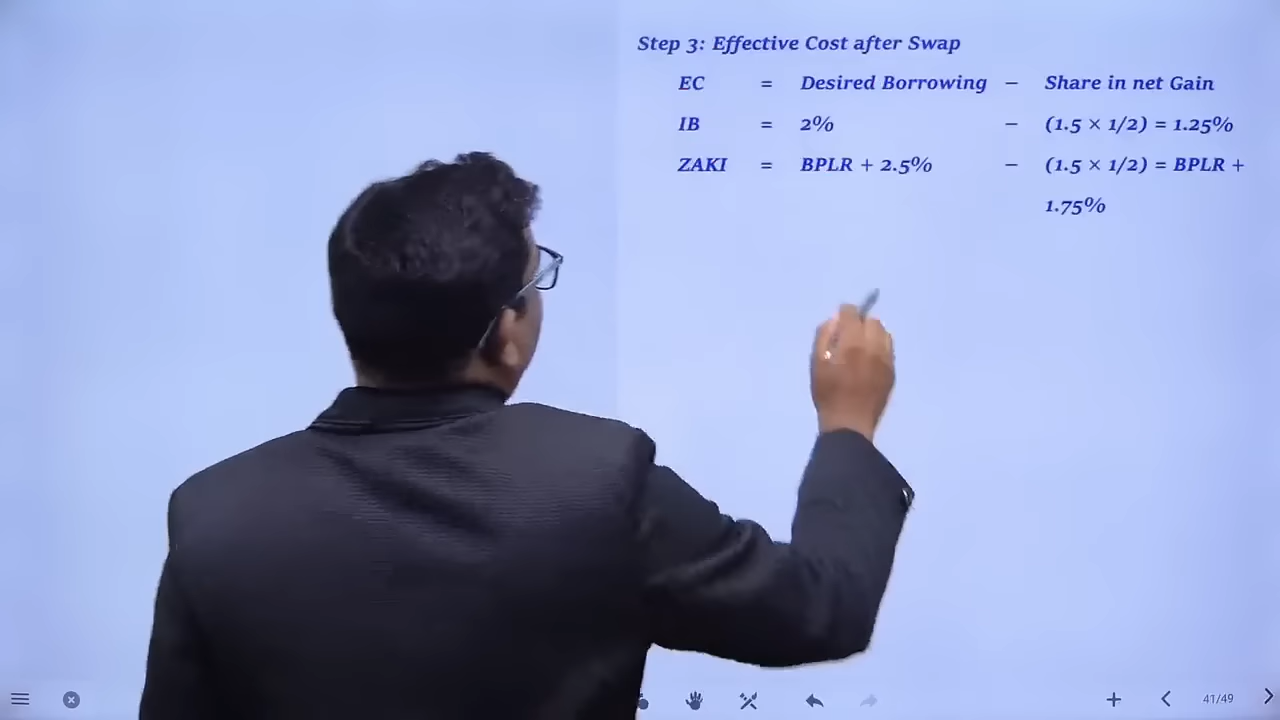 Step 3: Effective Cost after Swap
EC = Desired Borrowing – Share in net Gain
IB = 2% – (1.5 × 1/2) = 1.25%
ZAKI = BPLR + 2.5% – (1.5 × 1/2) = BPLR +
1.75%
41/49